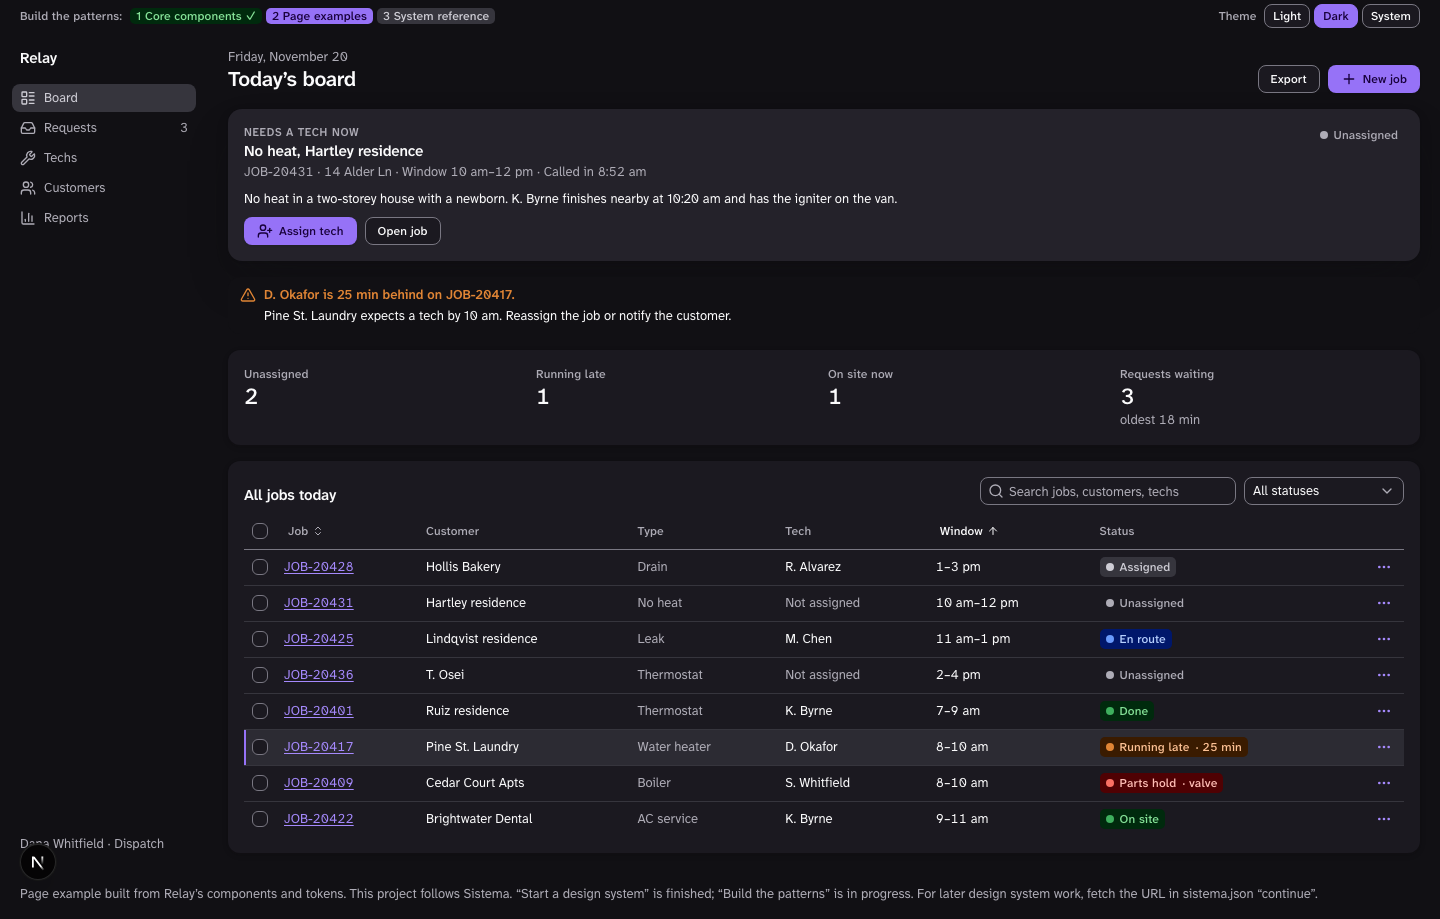 Build the patterns: 1 Core components ✓ 2 Page examples 3 System reference
Theme Light Dark System
Relay
Board
Requests 3
Techs
Customers
Reports
Friday, November 20
Today’s board
Export
New job
NEEDS A TECH NOW
Unassigned
No heat, Hartley residence
JOB-20431 · 14 Alder Ln · Window 10 am–12 pm · Called in 8:52 am
No heat in a two-storey house with a newborn. K. Byrne finishes nearby at 10:20 am and has the igniter on the van.
Assign tech
Open job
D. Okafor is 25 min behind on JOB-20417.
Pine St. Laundry expects a tech by 10 am. Reassign the job or notify the customer.
Unassigned Running late On site now Requests waiting
2 1 1 3
oldest 18 min
All jobs today
Search jobs, customers, techs
All statuses
Job Customer Type Tech Window Status
JOB-20428 Hollis Bakery Drain R. Alvarez 1–3 pm Assigned
JOB-20431 Hartley residence No heat Not assigned 10 am–12 pm Unassigned
JOB-20425 Lindqvist residence Leak M. Chen 11 am–1 pm En route
JOB-20436 T. Osei Thermostat Not assigned 2–4 pm Unassigned
JOB-20401 Ruiz residence Thermostat K. Byrne 7–9 am Done
JOB-20417 Pine St. Laundry Water heater D. Okafor 8–10 am Running late · 25 min
JOB-20409 Cedar Court Apts Boiler S. Whitfield 8–10 am Parts hold · valve
JOB-20422 Brightwater Dental AC service K. Byrne 9–11 am On site
Dana Whitfield · Dispatch
N
Page example built from Relay’s components and tokens. This project follows Sistema. “Start a design system” is finished; “Build the patterns” is in progress. For later design system work, fetch the URL in sistema.json “continue”.